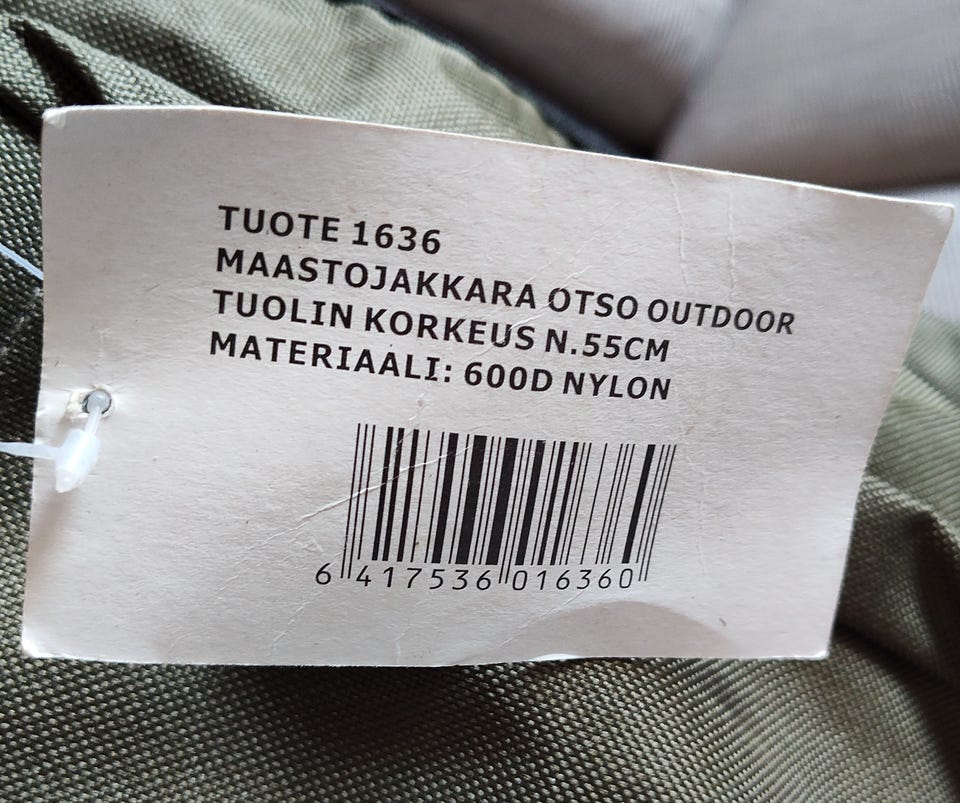 TUOTE 1636
MAASTOJAKKARA OTSO OUTDOOR
TUOLIN KORKEUS N.55CM
MATERIAALI: 600D NYLON
6 417536 016360